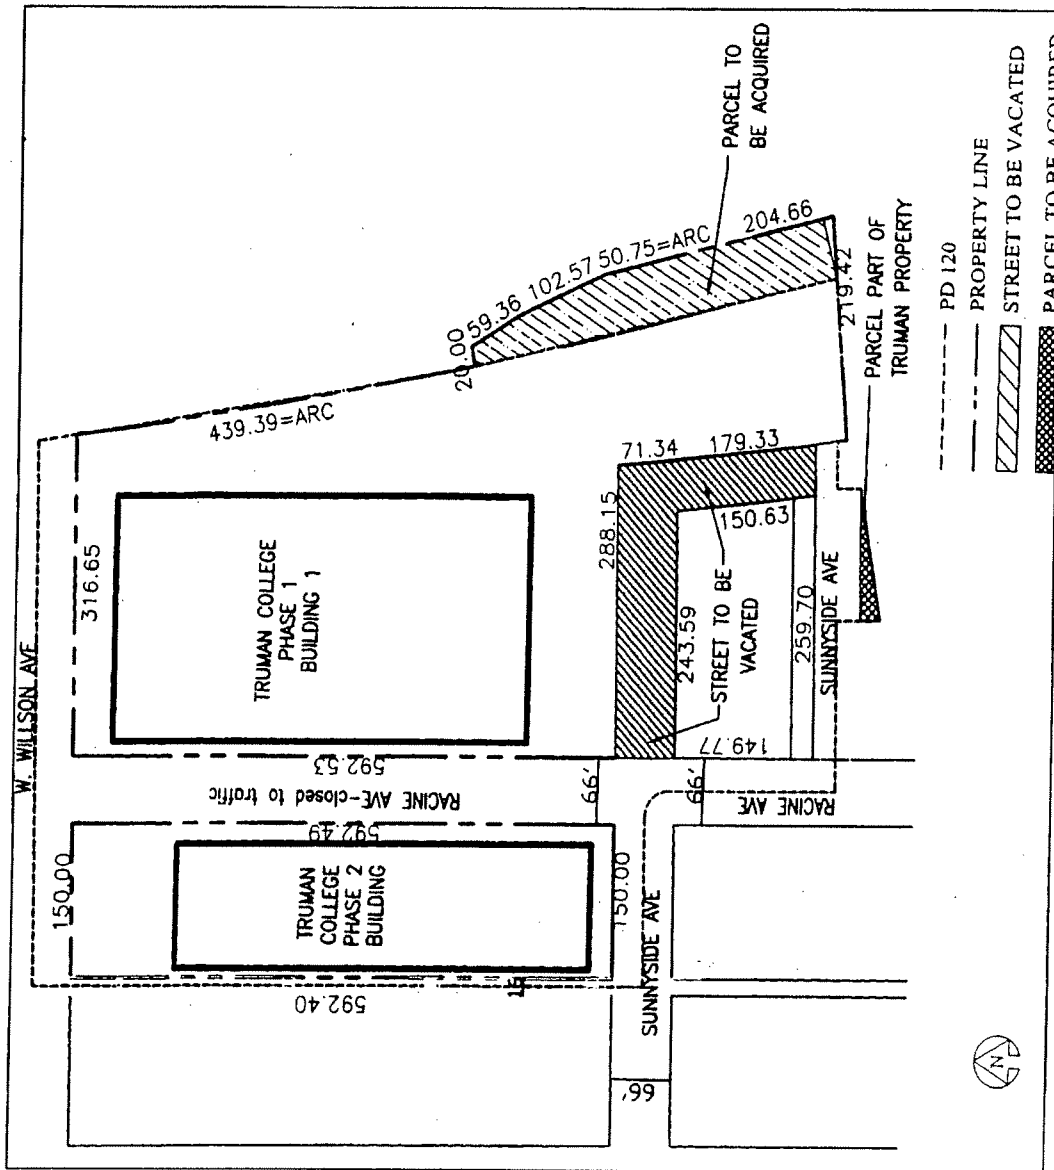 W. WILLSON AVE
316.65
439.39=ARC
20.00
59.36
102.57
50.75=ARC
204.66
219.42
PARCEL TO
BE ACQUIRED
PARCEL PART OF
TRUMAN PROPERTY
TRUMAN COLLEGE
PHASE 1
BUILDING 1
592.53
RACINE AVE-closed to traffic
592.49
150.00
TRUMAN
COLLEGE
PHASE 2
BUILDING
592.40
150.00
66'
66'
RACINE AVE
SUNNYSIDE AVE
66'
288.15
71.34
179.33
150.63
243.59
STREET TO BE
VACATED
149.77
259.70
SUNNYSIDE AVE
PD 120
PROPERTY LINE
STREET TO BE VACATED
PARCEL TO BE ACQUIRED
N